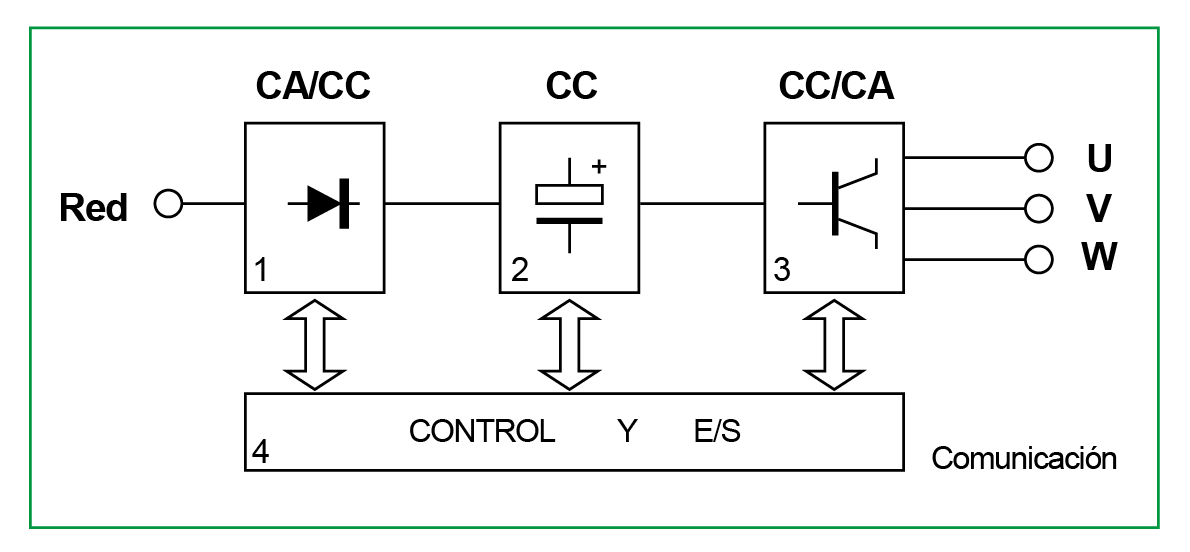 CA/CC
CC
CC/CA
Red
+
U
V
W
1
2
3
4
CONTROL Y E/S
Comunicación